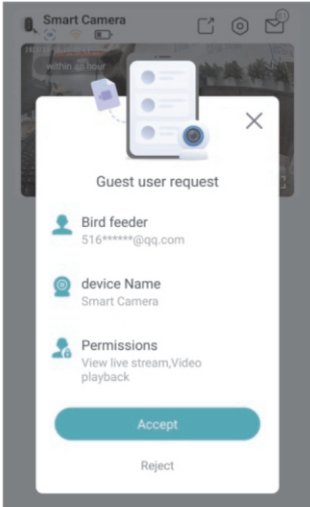 Smart Camera
within an hour
Guest user request
Bird feeder
516******@qq.com
device Name
Smart Camera
Permissions
View live stream,Video
playback
Accept
Reject